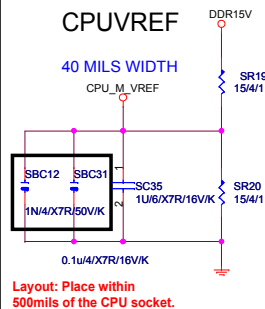 CPUVREF
DDR15V
40 MILS WIDTH
CPU_M_VREF
SR19
15/4/1
SBC12
SBC31
1
SC35
SR20
1N/4/X7R/50V/K
2
1U/6/X7R/16V/K
15/4/1
0.1u/4/X7R/16V/K
Layout: Place within
500mils of the CPU socket.